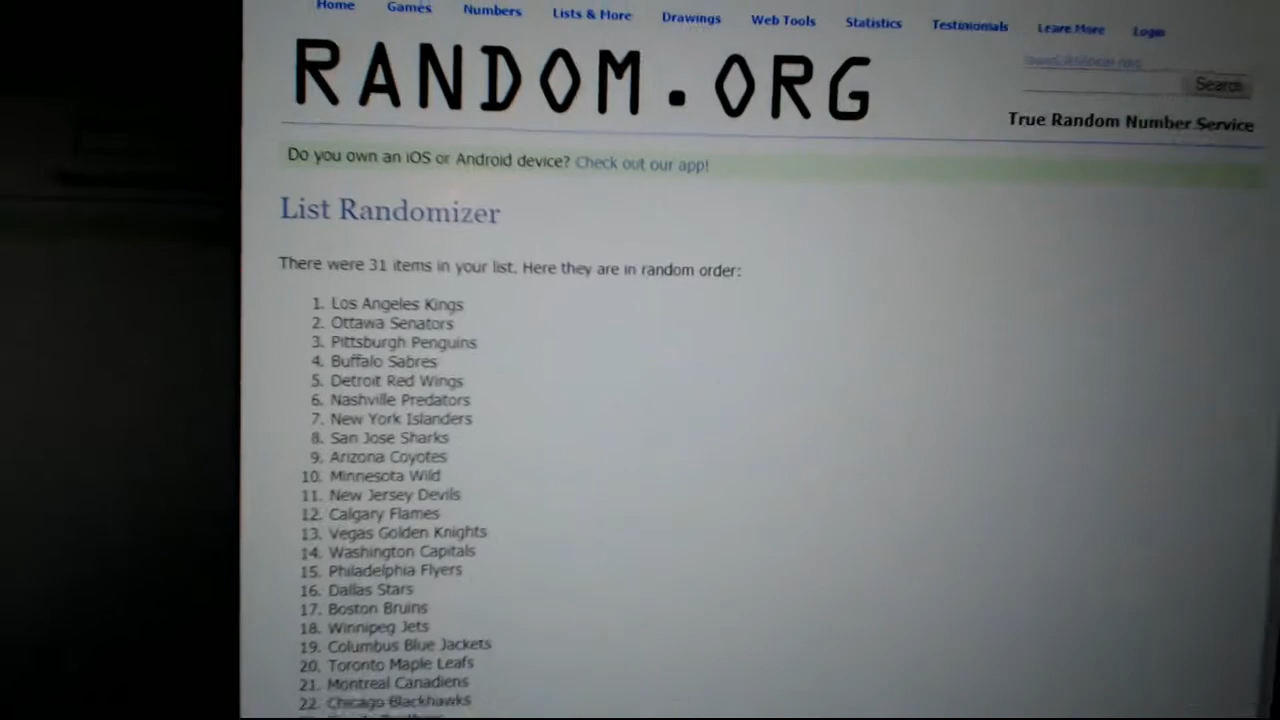 Home Games Numbers Lists & More Drawings Web Tools Statistics Testimonials Learn More Login
RANDOM.ORG
Search
True Random Number Service
Do you own an iOS or Android device? Check out our app!
List Randomizer
There were 31 items in your list. Here they are in random order:
1. Los Angeles Kings
2. Ottawa Senators
3. Pittsburgh Penguins
4. Buffalo Sabres
5. Detroit Red Wings
6. Nashville Predators
7. New York Islanders
8. San Jose Sharks
9. Arizona Coyotes
10. Minnesota Wild
11. New Jersey Devils
12. Calgary Flames
13. Vegas Golden Knights
14. Washington Capitals
15. Philadelphia Flyers
16. Dallas Stars
17. Boston Bruins
18. Winnipeg Jets
19. Columbus Blue Jackets
20. Toronto Maple Leafs
21. Montreal Canadiens
22. Chicago Blackhawks